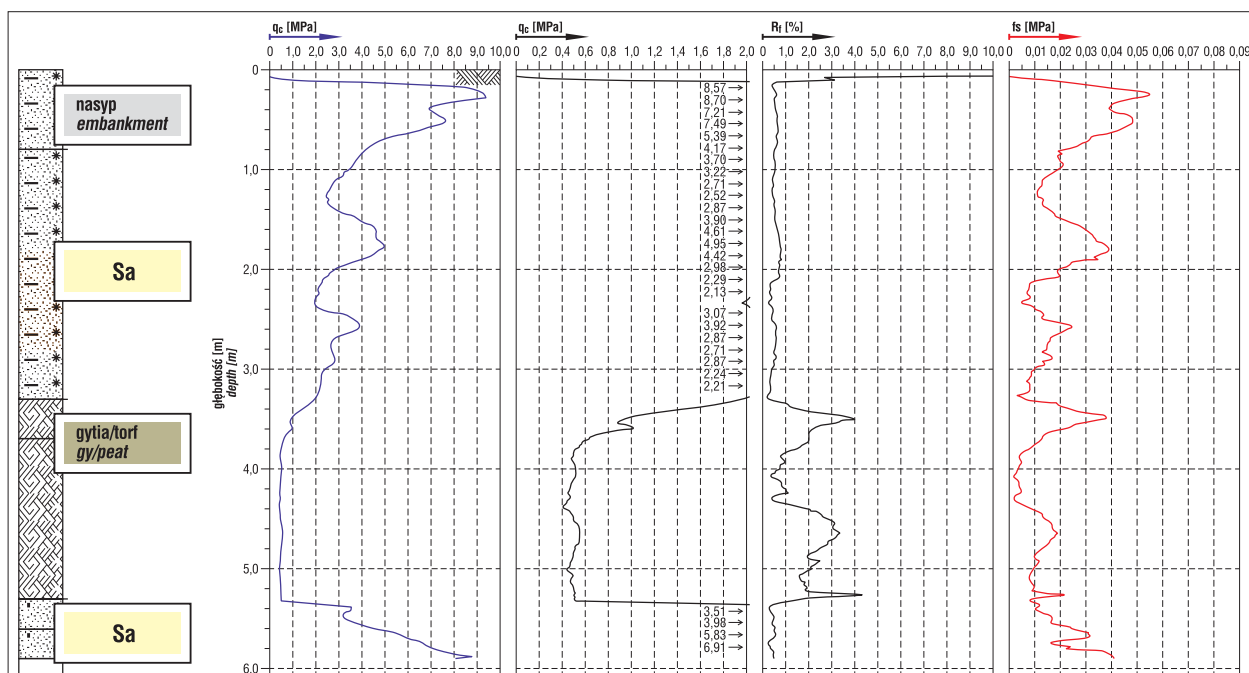 qc [MPa]
0 1,0 2,0 3,0 4,0 5,0 6,0 7,0 8,0 9,0 10,0
qc [MPa]
0 0,2 0,4 0,6 0,8 1,0 1,2 1,4 1,6 1,8 2,0
Rf [%]
0 1,0 2,0 3,0 4,0 5,0 6,0 7,0 8,0 9,0 10,0
fs [MPa]
0 0,01 0,02 0,03 0,04 0,05 0,06 0,07 0,08 0,09
nasyp
embankment
Sa
gytia/torf
gy/peat
Sa
głębokość [m]
depth [m]
0
1,0
2,0
3,0
4,0
5,0
6,0
8,57
8,70
7,21
7,49
5,39
4,17
3,70
3,22
2,71
2,52
2,87
3,90
4,61
4,95
4,42
2,98
2,29
2,13
3,07
3,92
2,87
2,71
2,87
2,24
2,21
3,51
3,98
5,83
6,91